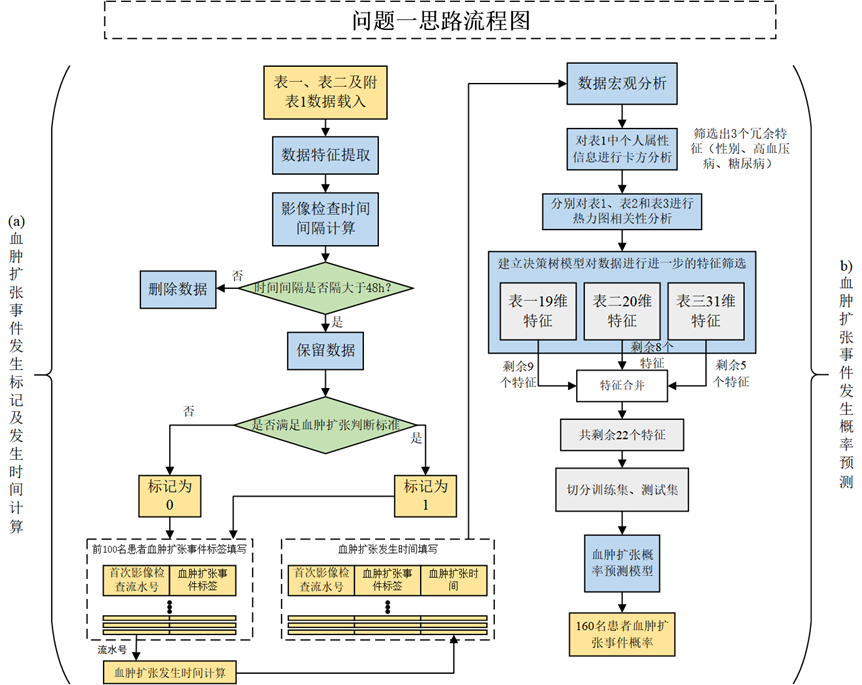 问题一思路流程图
(a)
血
肿
扩
张
事
件
发
生
标
记
及
发
生
时
间
计
算
表一、表二及附
表1数据载入
数据特征提取
影像检查时间
间隔计算
时间间隔是否隔大于48h？
否
删除数据
是
保留数据
是否满足血肿扩张判断标准
否
是
标记为
0
标记为
1
前100名患者血肿扩张事件标签填写
首次影像检
查流水号
血肿扩张事
件标签
流水号
血肿扩张发生时间计算
血肿扩张发生时间填写
首次影像检
查流水号
血肿扩张事
件标签
血肿扩张时
间
数据宏观分析
对表1中个人属性
信息进行卡方分析
筛选出3个冗余特
征（性别、高血压
病、糖尿病）
分别对表1、表2和表3进行
热力图相关性分析
建立决策树模型对数据进行进一步的特征筛选
表一19维
特征
表二20维
特征
表三31维
特征
剩余9
个特征
剩余8个
特征
剩余5
个特征
特征合并
共剩余22个特征
切分训练集、测试集
血肿扩张概
率预测模型
160名患者血肿扩
张事件概率
b)
血
肿
扩
张
事
件
发
生
概
率
预
测